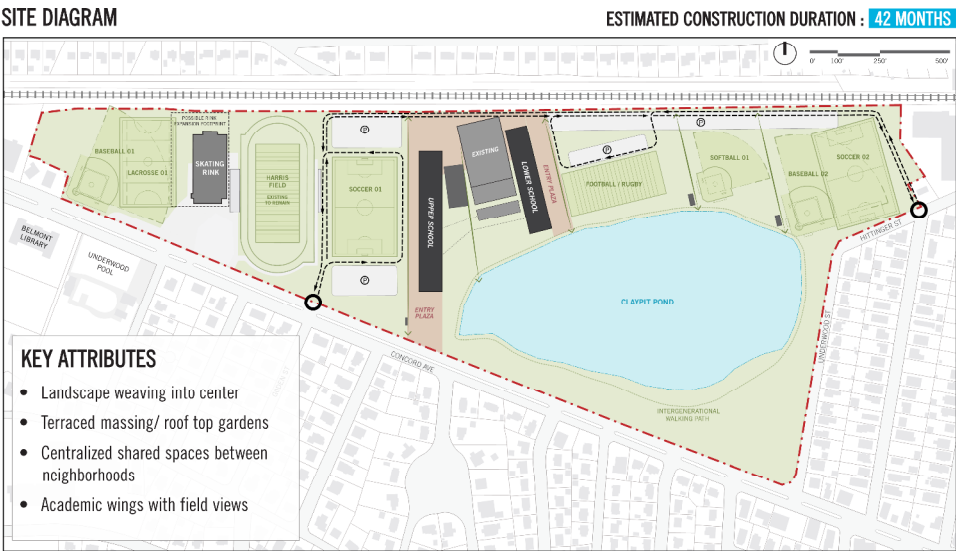 SITE DIAGRAM
ESTIMATED CONSTRUCTION DURATION : 42 MONTHS
0' 100' 250' 500'
POSSIBLE RINK
EXPANSION FOOTPRINT
BASEBALL 01
LACROSSE 01
SKATING
RINK
HARRIS
FIELD
EXISTING
TO REMAIN
P
SOCCER 01
P
UPPER SCHOOL
ENTRY
PLAZA
EXISTING
LOWER SCHOOL
ENTRY PLAZA
P
P
FOOTBALL / RUGBY
SOFTBALL 01
BASEBALL 02
SOCCER 02
HITTINGER ST
UNDERWOOD ST
CLAYPIT POND
INTERGENERATIONAL
WALKING PATH
CONCORD AVE
BELMONT
LIBRARY
UNDERWOOD
POOL
KEY ATTRIBUTES
• Landscape weaving into center
• Terraced massing/ roof top gardens
• Centralized shared spaces between
neighborhoods
• Academic wings with field views